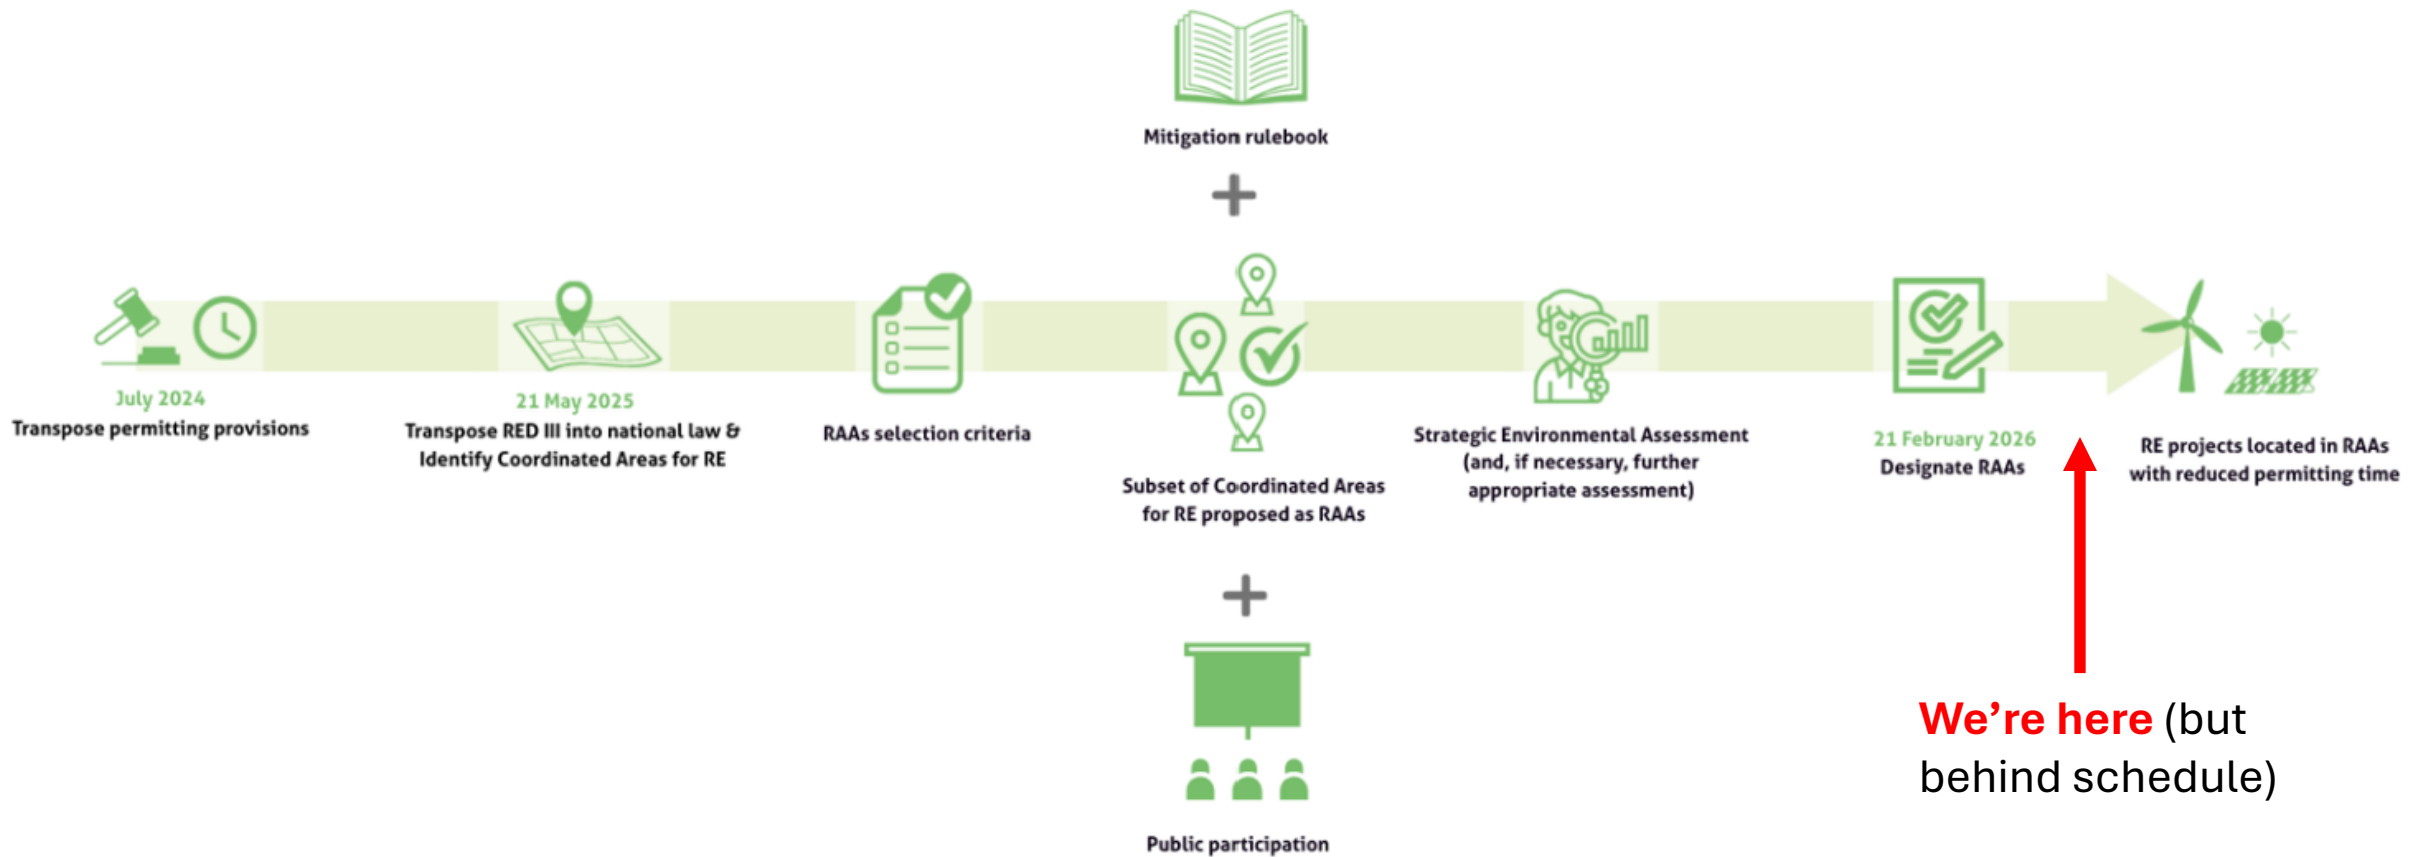 Mitigation rulebook
July 2024
Transpose permitting provisions
21 May 2025
Transpose RED III into national law &
Identify Coordinated Areas for RE
RAAs selection criteria
Subset of Coordinated Areas
for RE proposed as RAAs
Strategic Environmental Assessment
(and, if necessary, further
appropriate assessment)
21 February 2026
Designate RAAs
RE projects located in RAAs
with reduced permitting time
We're here (but
behind schedule)
Public participation